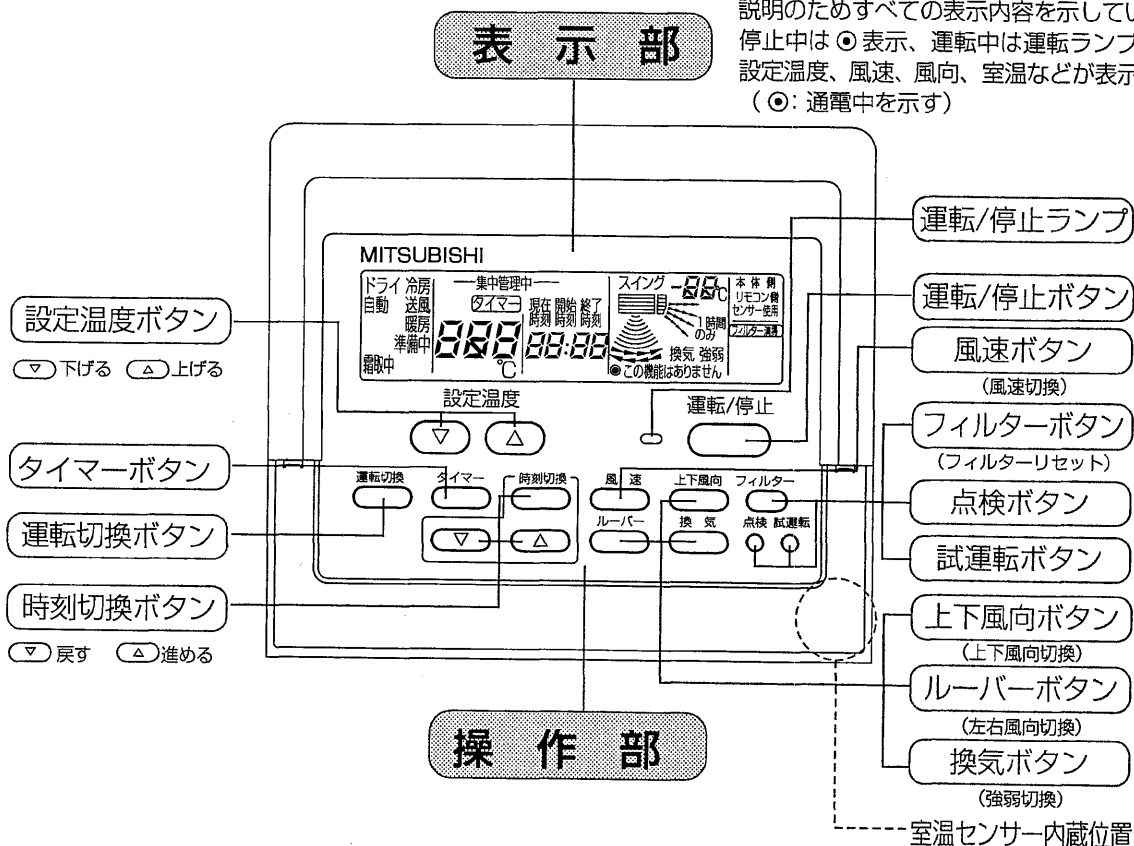 表示部
説明のためすべての表示内容を示してい
停止中は ◉ 表示、運転中は運転ランプ
設定温度、風速、風向、室温などが表示
（ ◉: 通電中を示す）
MITSUBISHI
ドライ 冷房
自動 送風
暖房
準備中
霜取中
集中管理中
タイマー
現在 開始 終了
時刻 時刻 時刻
88:88
℃
スイング
-88℃
1時間
のみ
換気 強弱
◉この機能はありません
本体側
リモコン側
センサー使用
フィルター清掃
設定温度
▽ △
運転/停止
運転切換
タイマー
時刻切換
▽ △
風速
上下風向
フィルター
ルーバー
換気
点検 試運転
設定温度ボタン
▽下げる △上げる
タイマーボタン
運転切換ボタン
時刻切換ボタン
▽戻す △進める
運転/停止ランプ
運転/停止ボタン
風速ボタン
(風速切換)
フィルターボタン
(フィルターリセット)
点検ボタン
試運転ボタン
上下風向ボタン
(上下風向切換)
ルーバーボタン
(左右風向切換)
換気ボタン
(強弱切換)
室温センサー内蔵位置
操作部